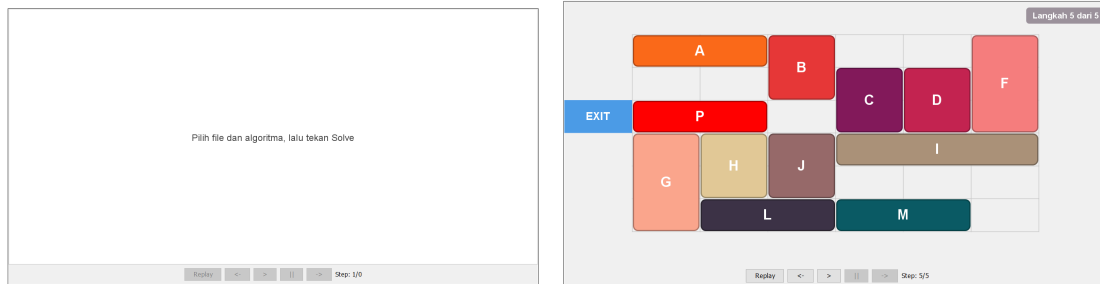 Pilih file dan algoritma, lalu tekan Solve
Replay <- > || -> Step: 1/0
Langkah 5 dari 5
A
B
F
C
D
EXIT
P
I
G
H
J
L
M
Replay <- > || -> Step: 5/5